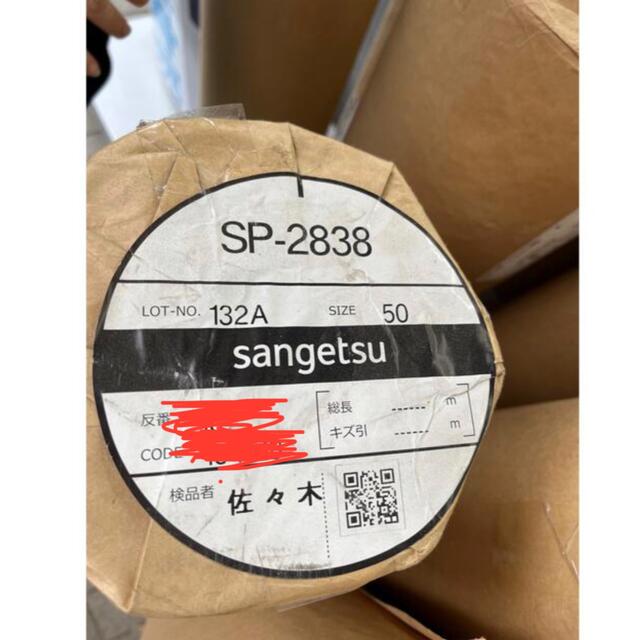 SP-2838
LOT-NO. 132A SIZE 50
sangetsu
反番
総長 ------ m
キズ引 ------ m
CODE
検品者 佐々木